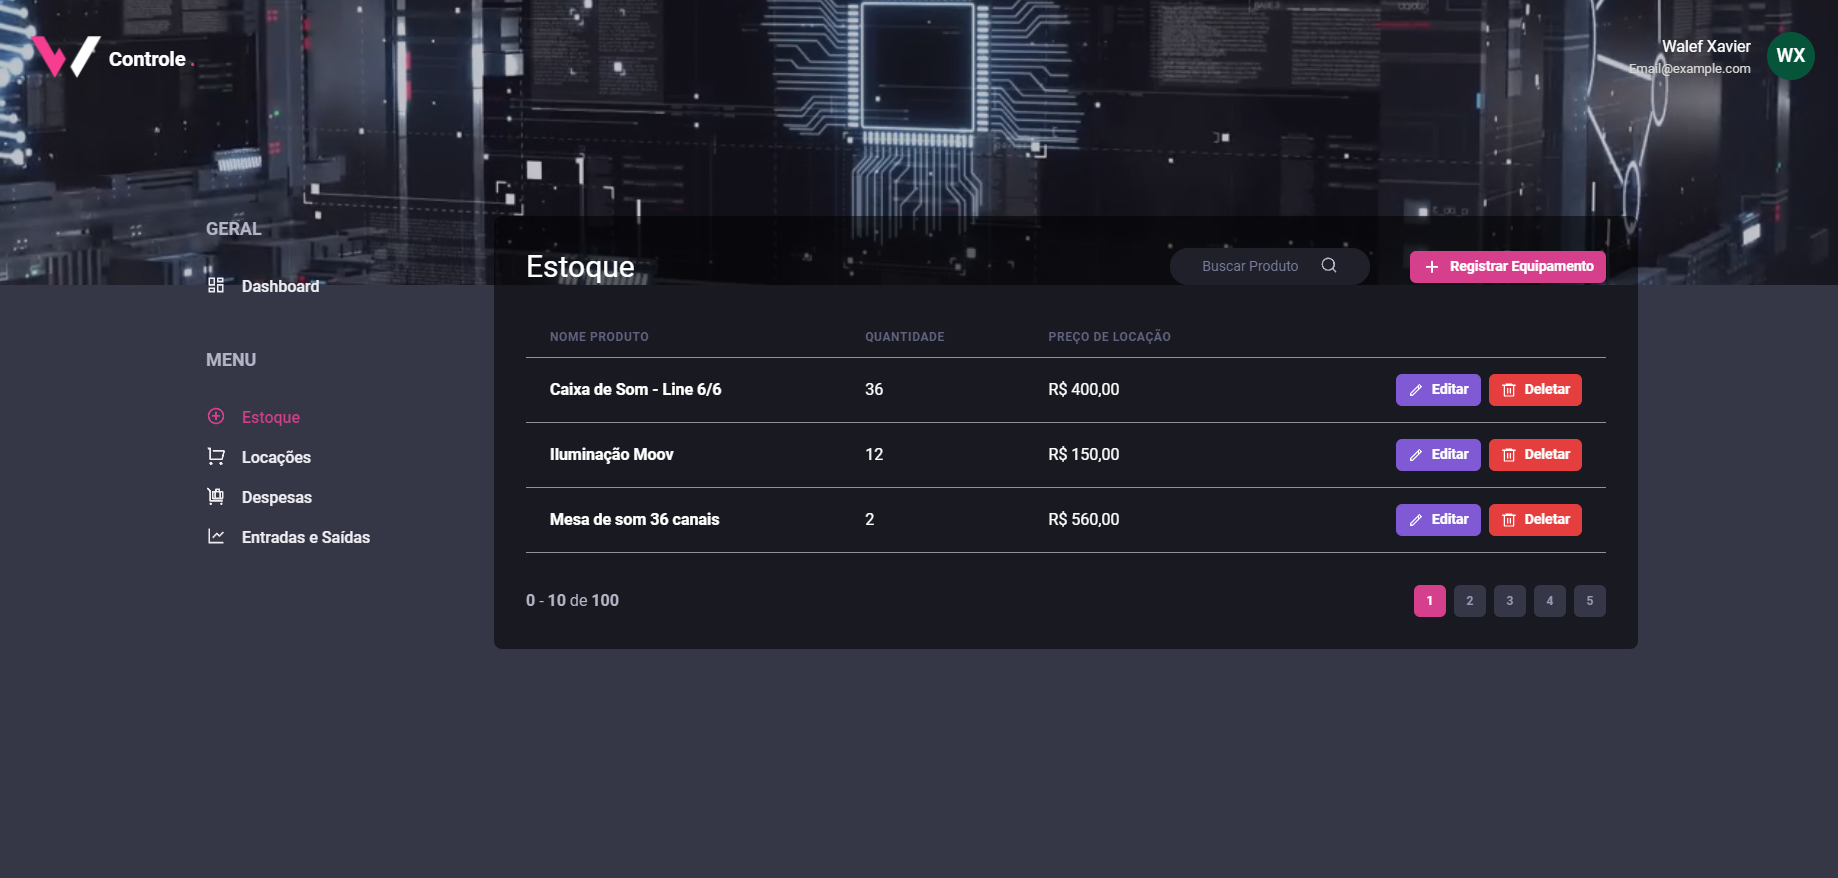 Controle .
Walef Xavier
Email@example.com
WX
GERAL
Dashboard
MENU
Estoque
Locações
Despesas
Entradas e Saídas
Estoque
Buscar Produto
Registrar Equipamento
NOME PRODUTO QUANTIDADE PREÇO DE LOCAÇÃO
Caixa de Som - Line 6/6 36 R$ 400,00 Editar Deletar
Iluminação Moov 12 R$ 150,00 Editar Deletar
Mesa de som 36 canais 2 R$ 560,00 Editar Deletar
0 - 10 de 100
1 2 3 4 5